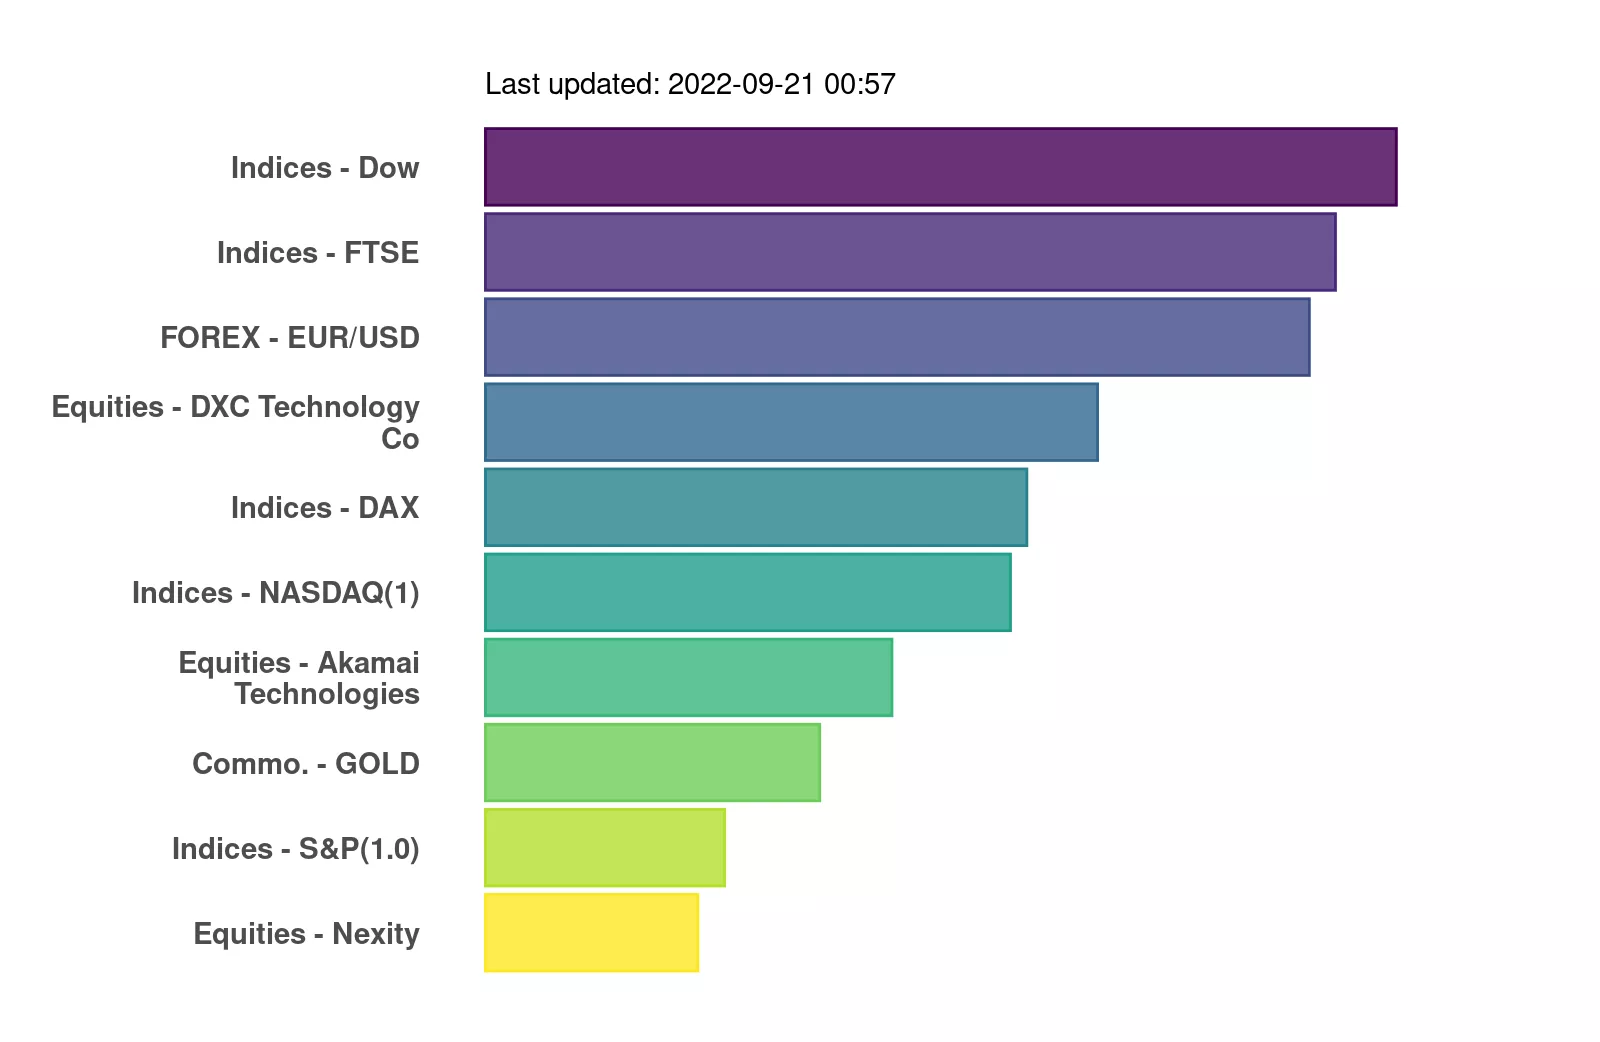 Last updated: 2022-09-21 00:57
Indices - Dow
Indices - FTSE
FOREX - EUR/USD
Equities - DXC Technology
Co
Indices - DAX
Indices - NASDAQ(1)
Equities - Akamai
Technologies
Commo. - GOLD
Indices - S&P(1.0)
Equities - Nexity